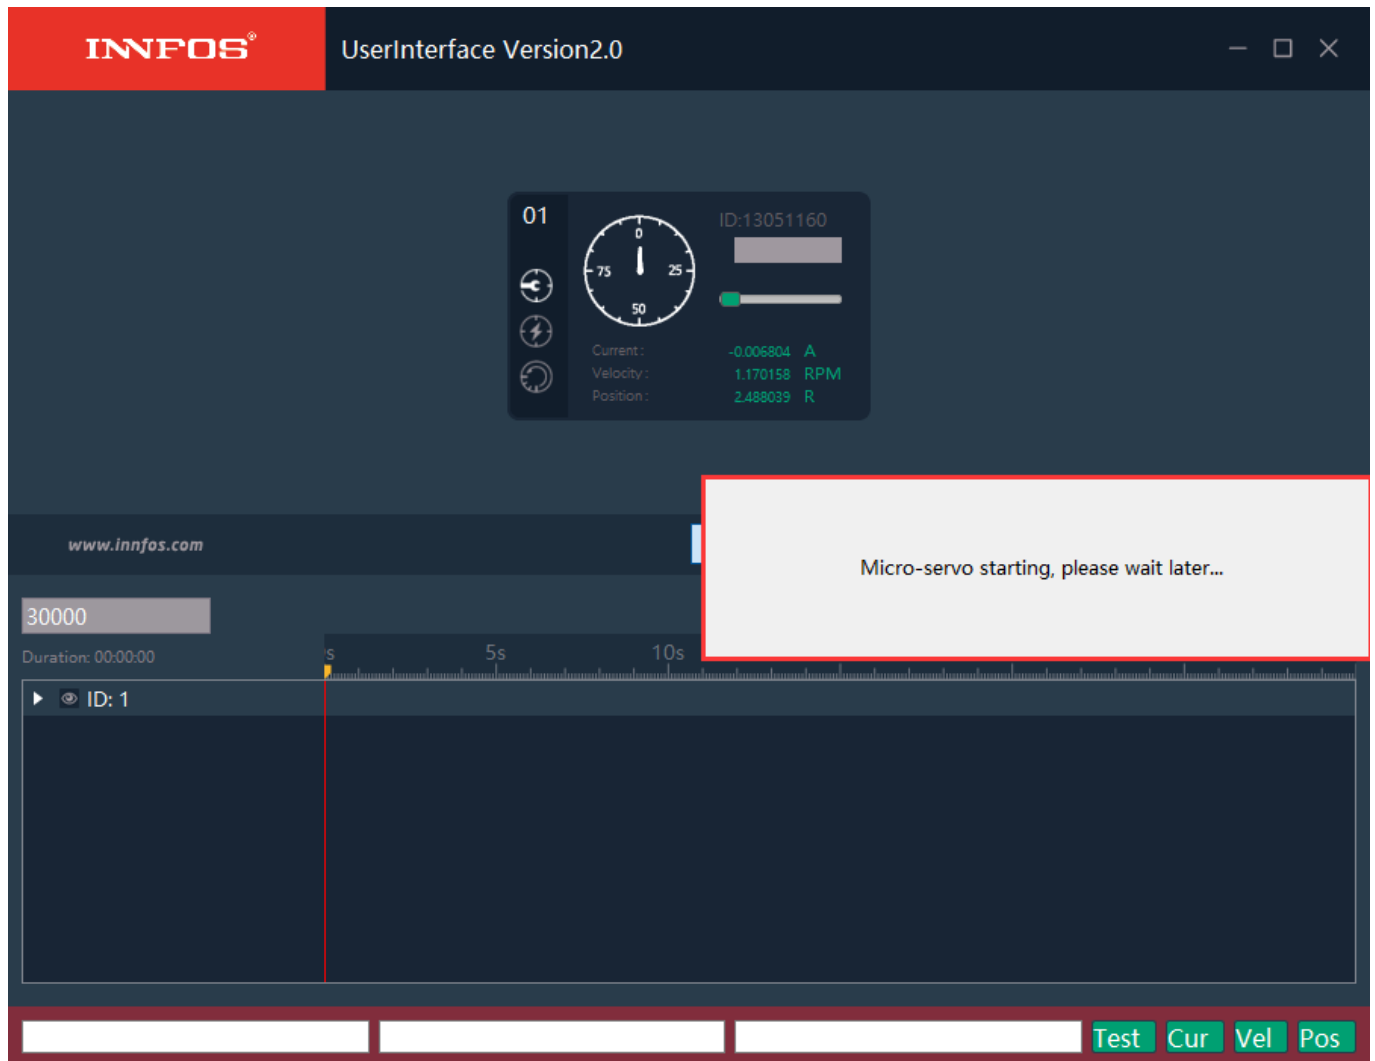 INNFOS®
UserInterface Version2.0
01
ID:13051160
0
75
25
50
Current:
-0.006804 A
Velocity:
1.170158 RPM
Position:
2.488039 R
www.innfos.com
Micro-servo starting, please wait later...
30000
Duration: 00:00:00
s
5s
10s
ID: 1
Test
Cur
Vel
Pos